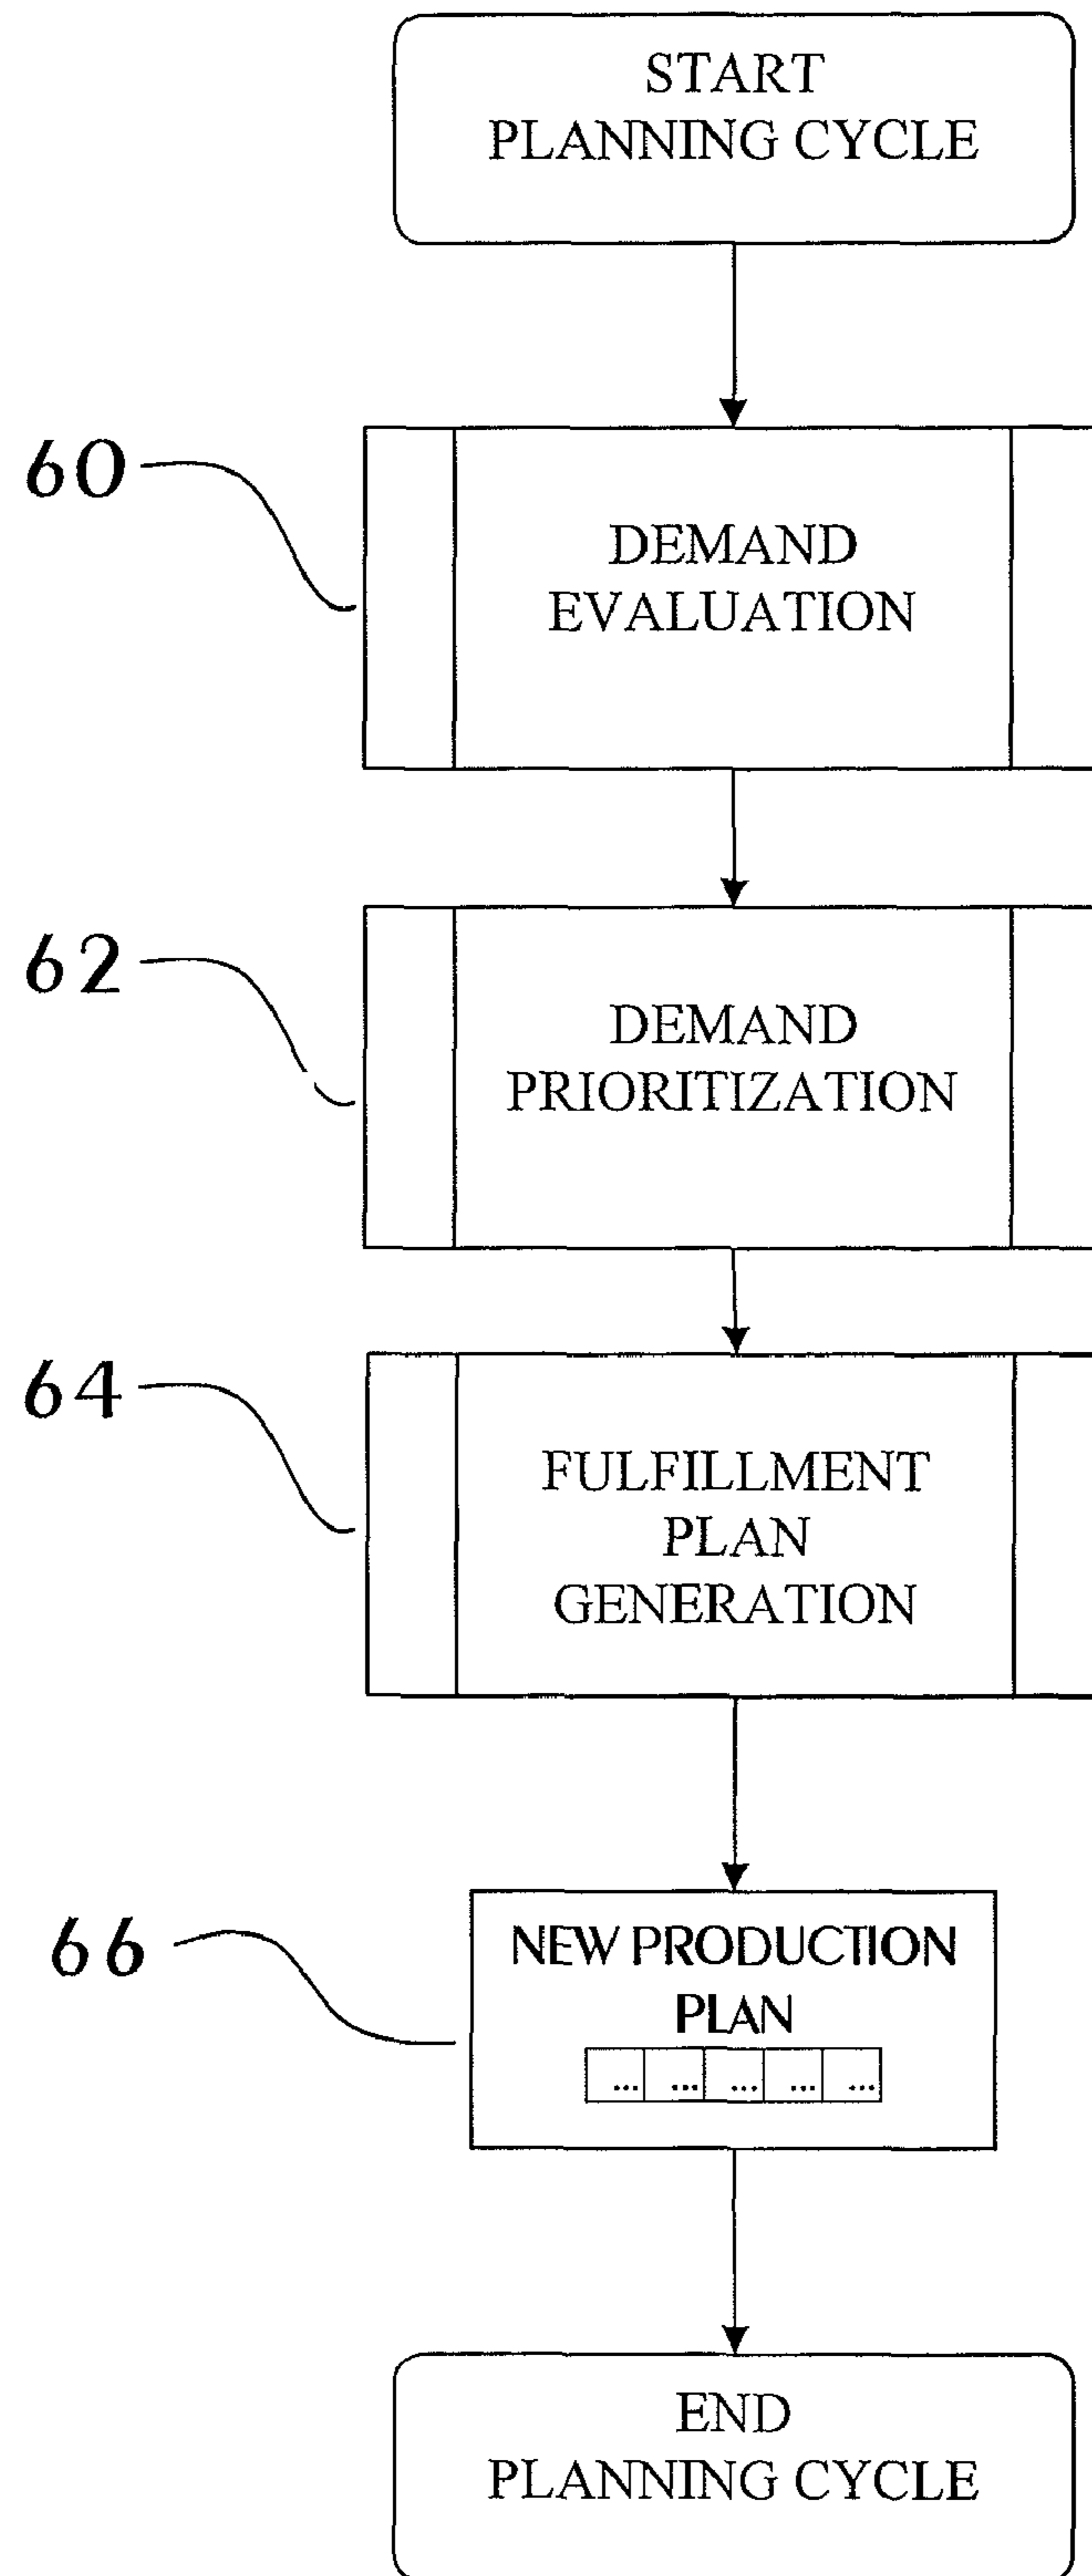 START
PLANNING CYCLE
60
DEMAND
EVALUATION
62
DEMAND
PRIORITIZATION
64
FULFILLMENT
PLAN
GENERATION
66
NEW PRODUCTION
PLAN
... ... ... ... ...
END
PLANNING CYCLE